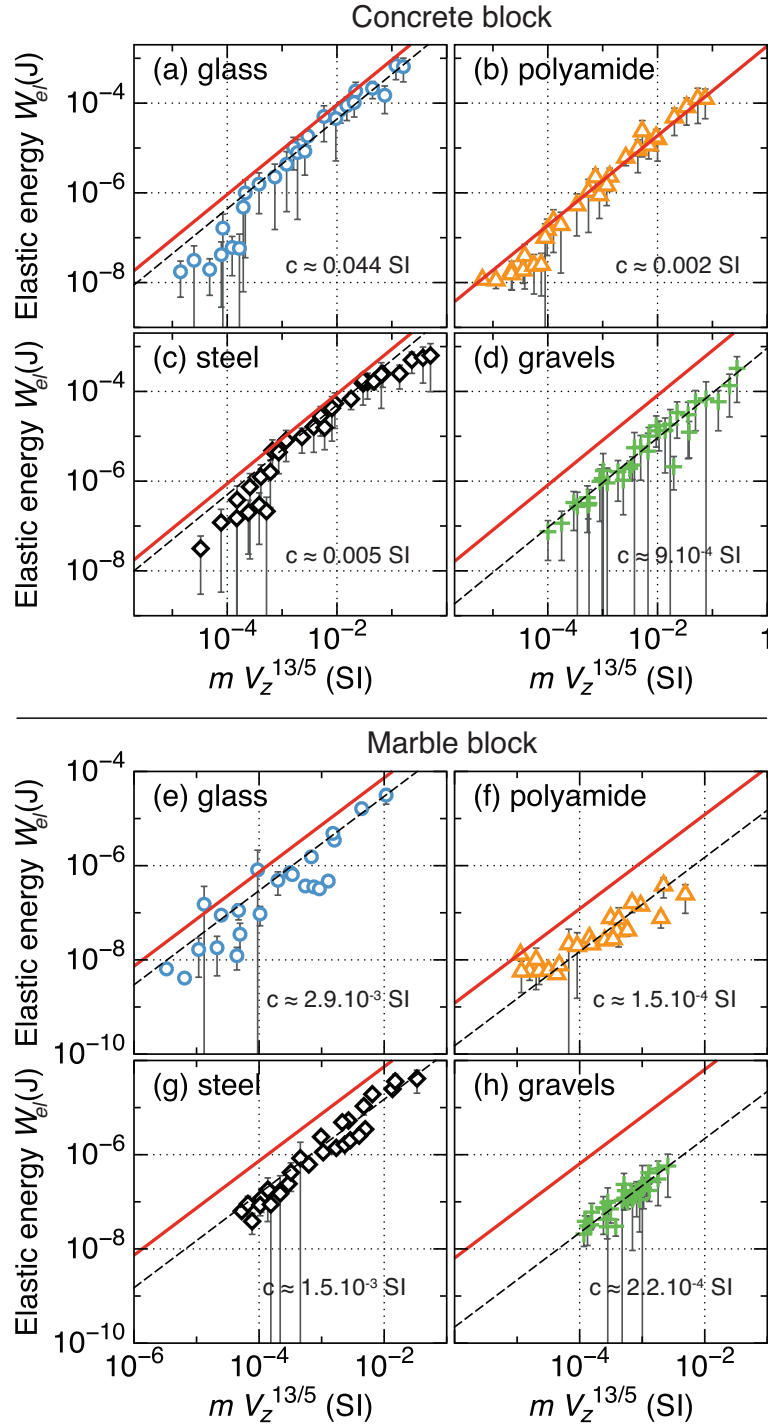 Concrete block
(a) glass
(b) polyamide
Elastic energy W_el(J)
10⁻⁴
10⁻⁶
10⁻⁸
c ≈ 0.044 SI
c ≈ 0.002 SI
(c) steel
(d) gravels
Elastic energy W_el(J)
10⁻⁴
10⁻⁶
10⁻⁸
c ≈ 0.005 SI
c ≈ 9.10⁻⁴ SI
10⁻⁴ 10⁻² 10⁻⁴ 10⁻² 1
m V_z^13/5 (SI) m V_z^13/5 (SI)
Marble block
10⁻⁴
(e) glass
(f) polyamide
Elastic energy W_el(J)
10⁻⁶
10⁻⁸
c ≈ 2.9.10⁻³ SI
c ≈ 1.5.10⁻⁴ SI
10⁻¹⁰
(g) steel
(h) gravels
Elastic energy W_el(J)
10⁻⁶
10⁻⁸
c ≈ 1.5.10⁻³ SI
c ≈ 2.2.10⁻⁴ SI
10⁻¹⁰
10⁻⁶ 10⁻⁴ 10⁻² 10⁻⁴ 10⁻²
m V_z^13/5 (SI) m V_z^13/5 (SI)